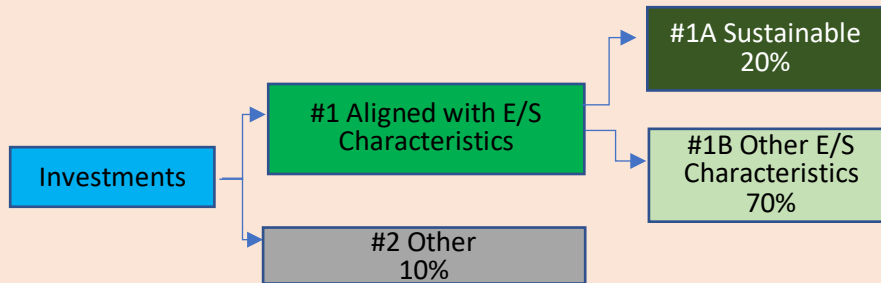 #1A Sustainable
20%
#1 Aligned with E/S
Characteristics
#1B Other E/S
Characteristics
70%
Investments
#2 Other
10%